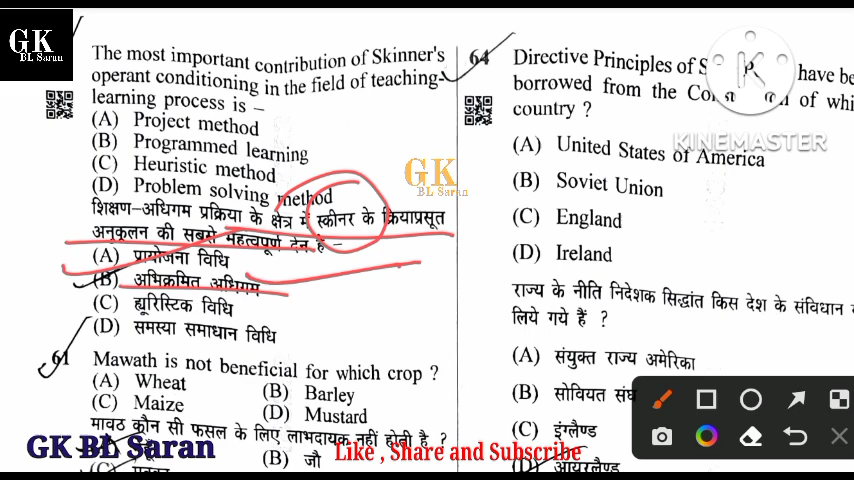 GK
BL Saran
The most important contribution of Skinner's
operant conditioning in the field of teaching-
learning process is –
(A) Project method
(B) Programmed learning
(C) Heuristic method
(D) Problem solving method
शिक्षण–अधिगम प्रक्रिया के क्षेत्र में स्कीनर के क्रियाप्रसूत
अनुकूलन की सबसे महत्वपूर्ण देन है –
(A) प्रायोजना विधि
(B) अभिक्रमित अधिगम
(C) ह्यूरिस्टिक विधि
(D) समस्या समाधान विधि
61 Mawath is not beneficial for which crop ?
(A) Wheat
(B) Barley
(C) Maize
(D) Mustard
मावठ कौन सी फसल के लिए लाभदायक नहीं होती है ?
(B) जौ
(C) मक्का
GK
BL Saran
64 Directive Principles of have be
borrowed from the Con of whi
country ?
(A) United States of America
(B) Soviet Union
(C) England
(D) Ireland
राज्य के नीति निदेशक सिद्धांत किस देश के संविधान
लिये गये हैं ?
(A) संयुक्त राज्य अमेरिका
(B) सोवियत संघ
(C) इंग्लैण्ड
(D) आयरलैण्ड
KINEMASTER
GK BL Saran
Like , Share and Subscribe